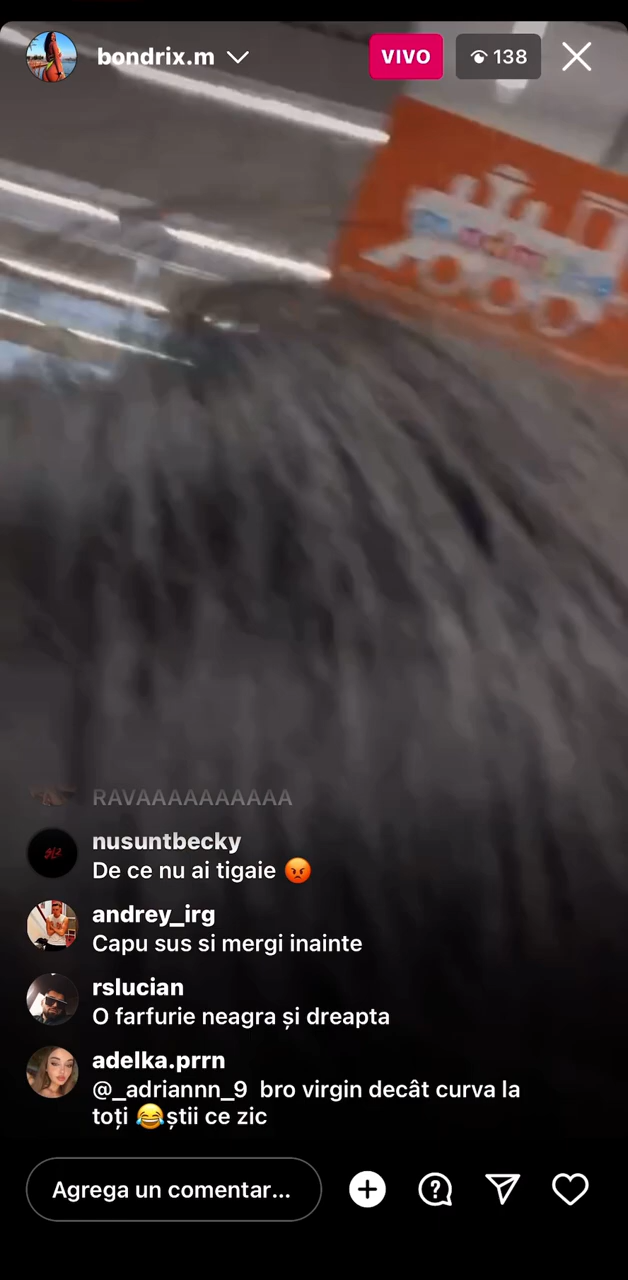 bondrix.m
VIVO
138
RAVAAAAAAAAAA
nusuntbecky
De ce nu ai tigaie 😡
andrey_irg
Capu sus si mergi inainte
rslucian
O farfurie neagra și dreapta
adelka.prrn
@_adriannn_9 bro virgin decât curva la
toți 😂știi ce zic
Agrega un comentar...